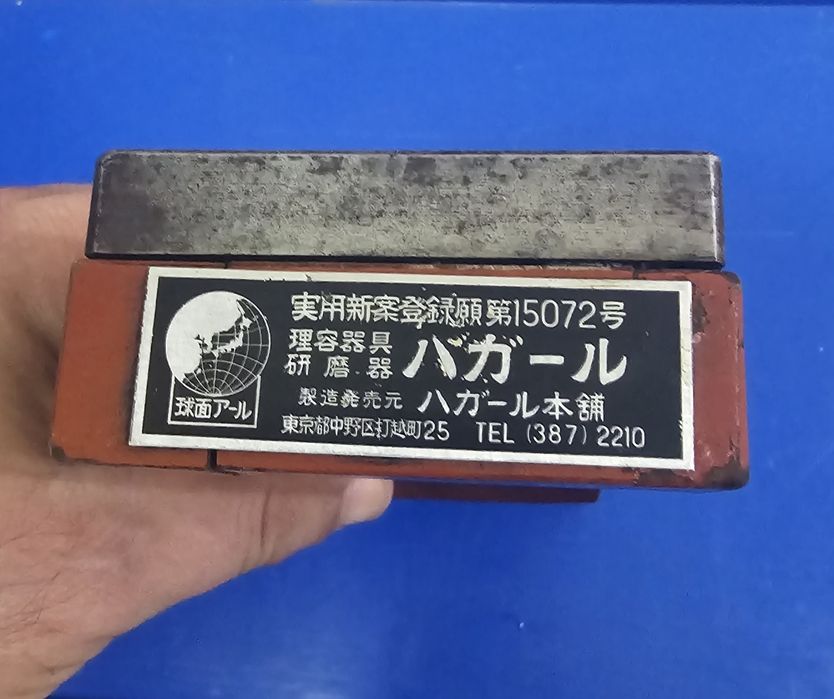 実用新案登録願第15072号
理容器具
研磨器
ハガール
製造発売元 ハガール本舗
東京都中野区打越町25 TEL (387) 2210
球面アール